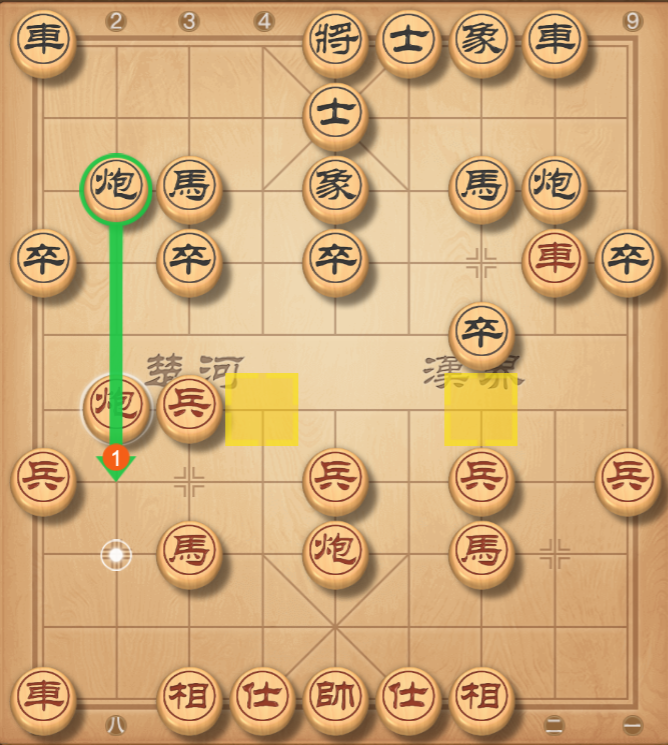 2 3 4 9
車 將 士 象 車
士
炮 馬 象 馬 炮
卒 卒 卒 車 卒
卒
楚河 漢界
炮 兵
1
兵 兵 兵 兵
馬 炮 馬
車 相 仕 帥 仕 相
八 二 一